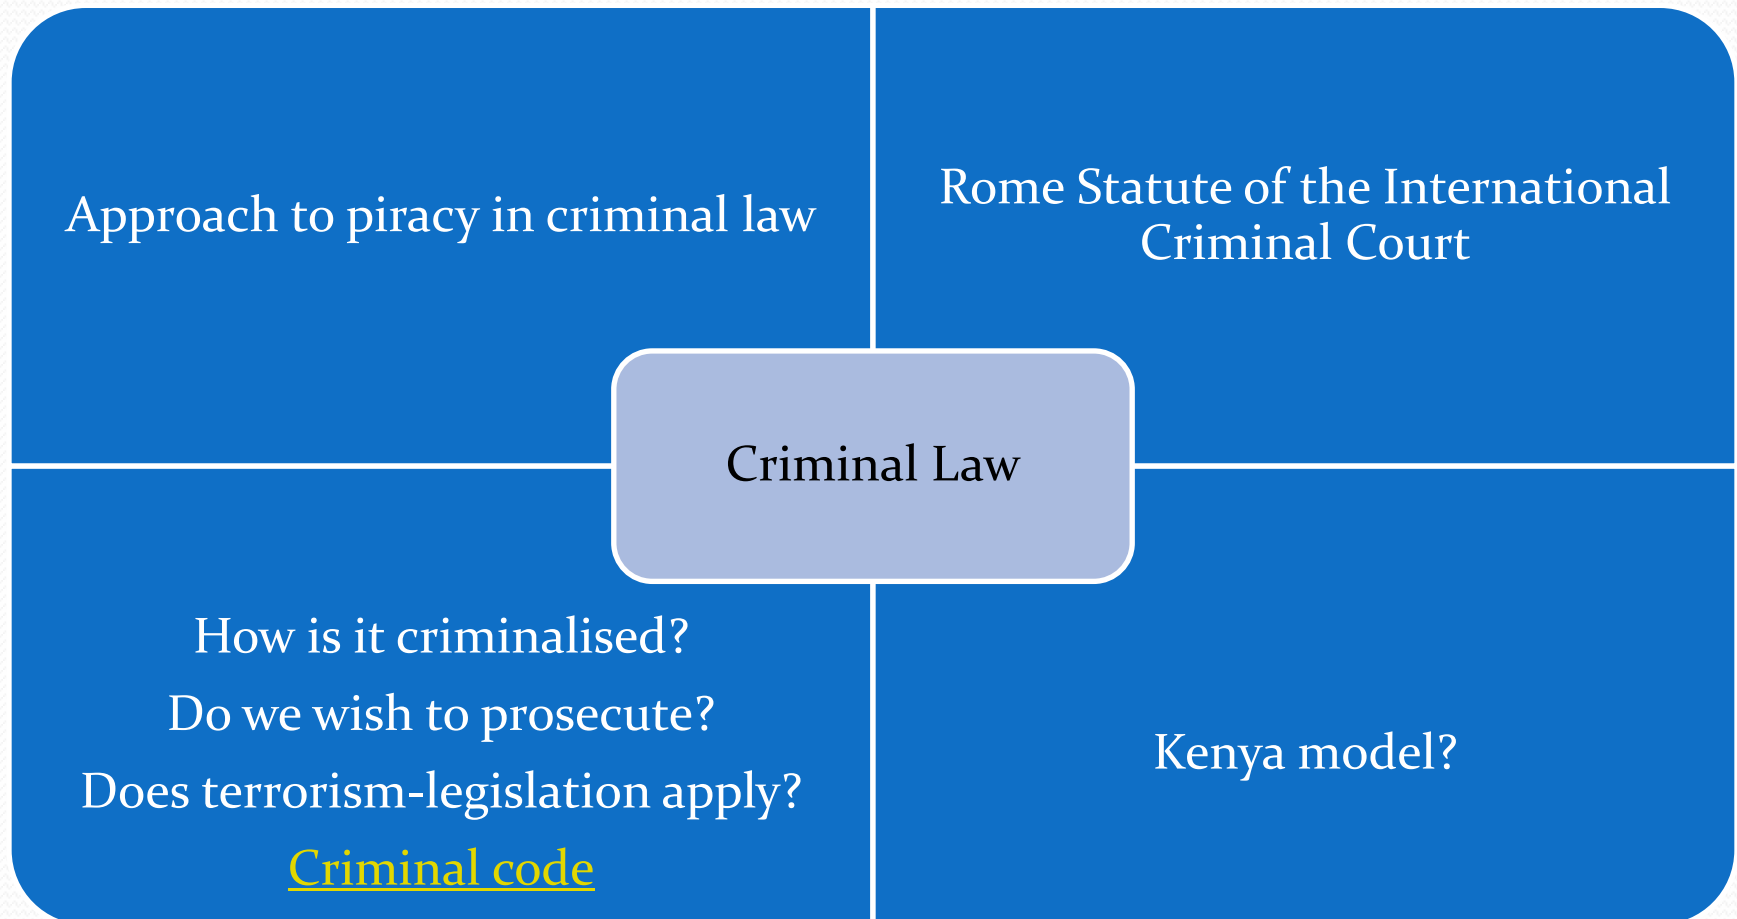 Approach to piracy in criminal law
Rome Statute of the International
Criminal Court
Criminal Law
How is it criminalised?
Do we wish to prosecute?
Does terrorism-legislation apply?
Criminal code
Kenya model?